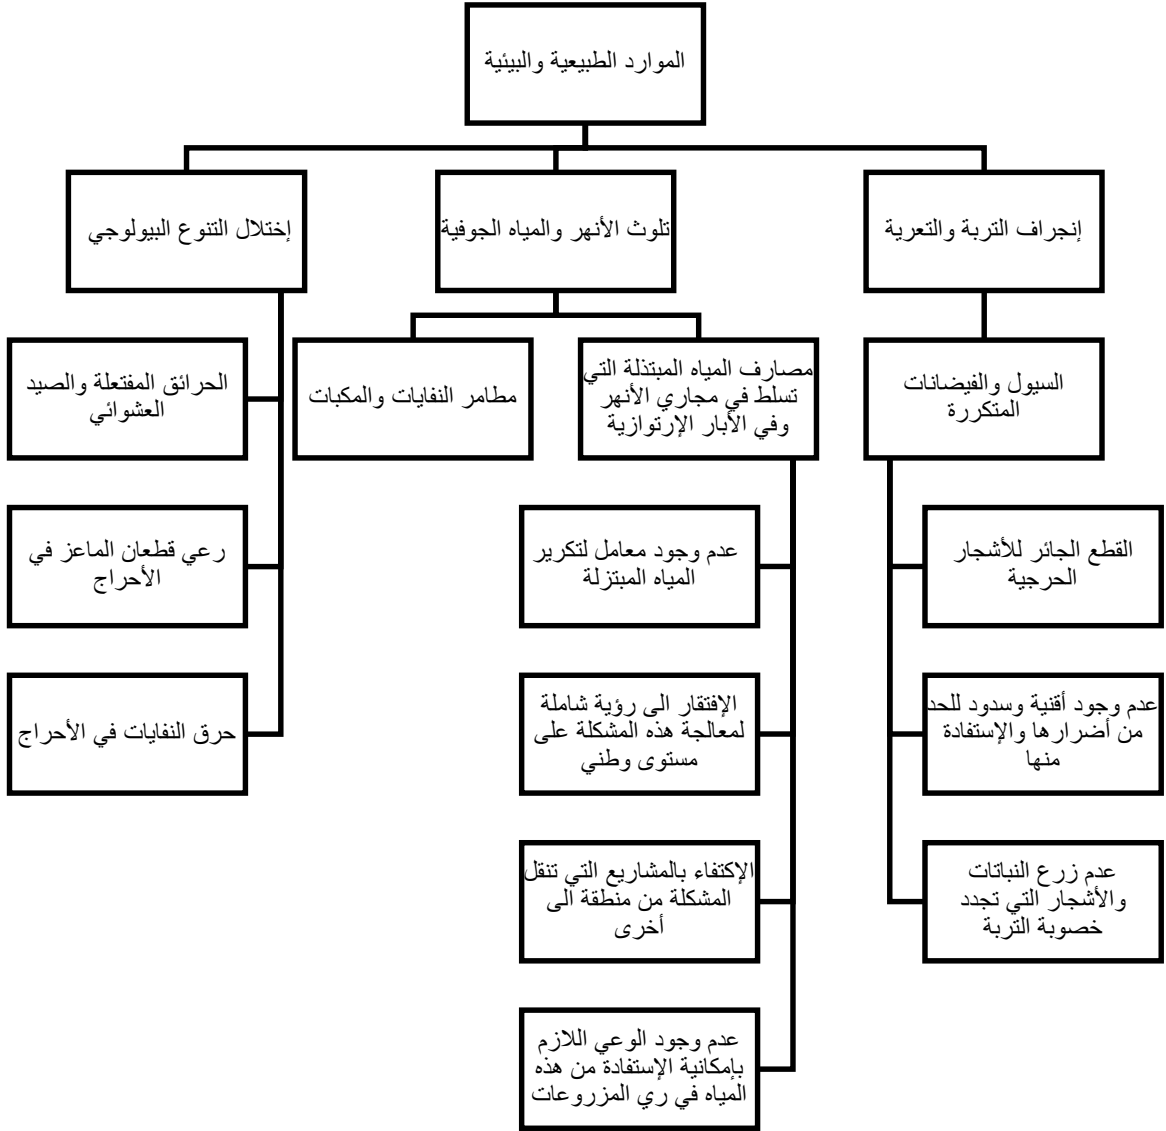 الموارد الطبيعية والبيئية
إنجراف التربة والتعرية
تلوث الأنهر والمياه الجوفية
إختلال التنوع البيولوجي
السيول والفيضانات
المتكررة
مصارف المياه المبتذلة التي
تسلط في مجاري الأنهر
وفي الأبار الإرتوازية
مطامر النفايات والمكبات
الحرائق المفتعلة والصيد
العشوائي
القطع الجائر للأشجار
الحرجية
عدم وجود معامل لتكرير
المياه المبتزلة
رعي قطعان الماعز في
الأحراج
عدم وجود أقنية وسدود للحد
من أضرارها والإستفادة
منها
الإفتقار الى رؤية شاملة
لمعالجة هذه المشكلة على
مستوى وطني
حرق النفايات في الأحراج
عدم زرع النباتات
والأشجار التي تجدد
خصوبة التربة
الإكتفاء بالمشاريع التي تنقل
المشكلة من منطقة الى
أخرى
عدم وجود الوعي اللازم
بإمكانية الإستفادة من هذه
المياه في ري المزروعات